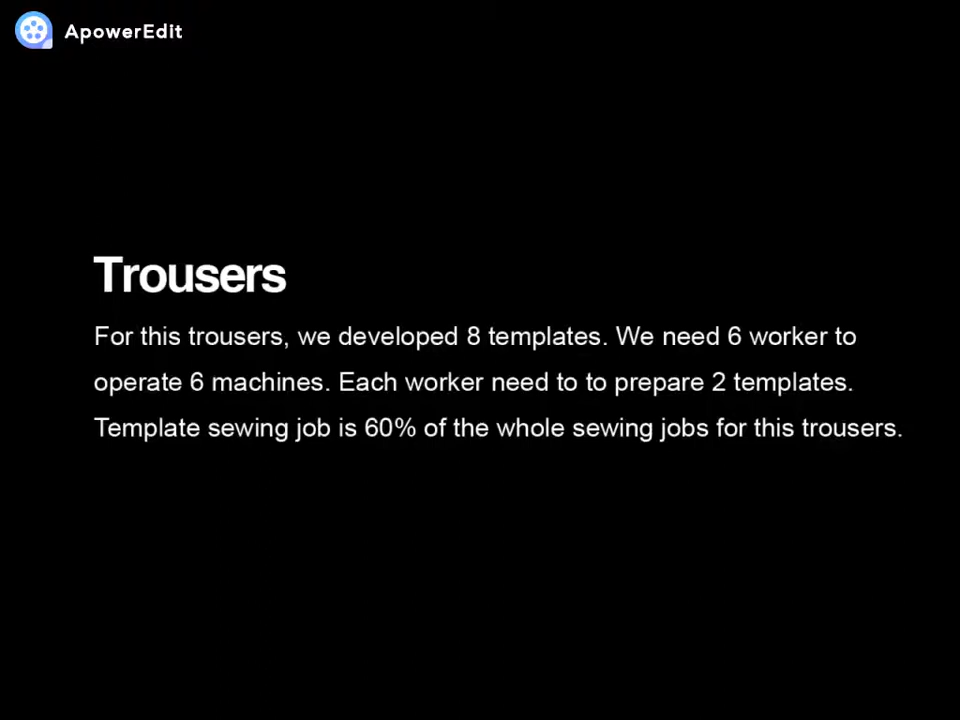 ApowerEdit
Trousers
For this trousers, we developed 8 templates. We need 6 worker to
operate 6 machines. Each worker need to to prepare 2 templates.
Template sewing job is 60% of the whole sewing jobs for this trousers.